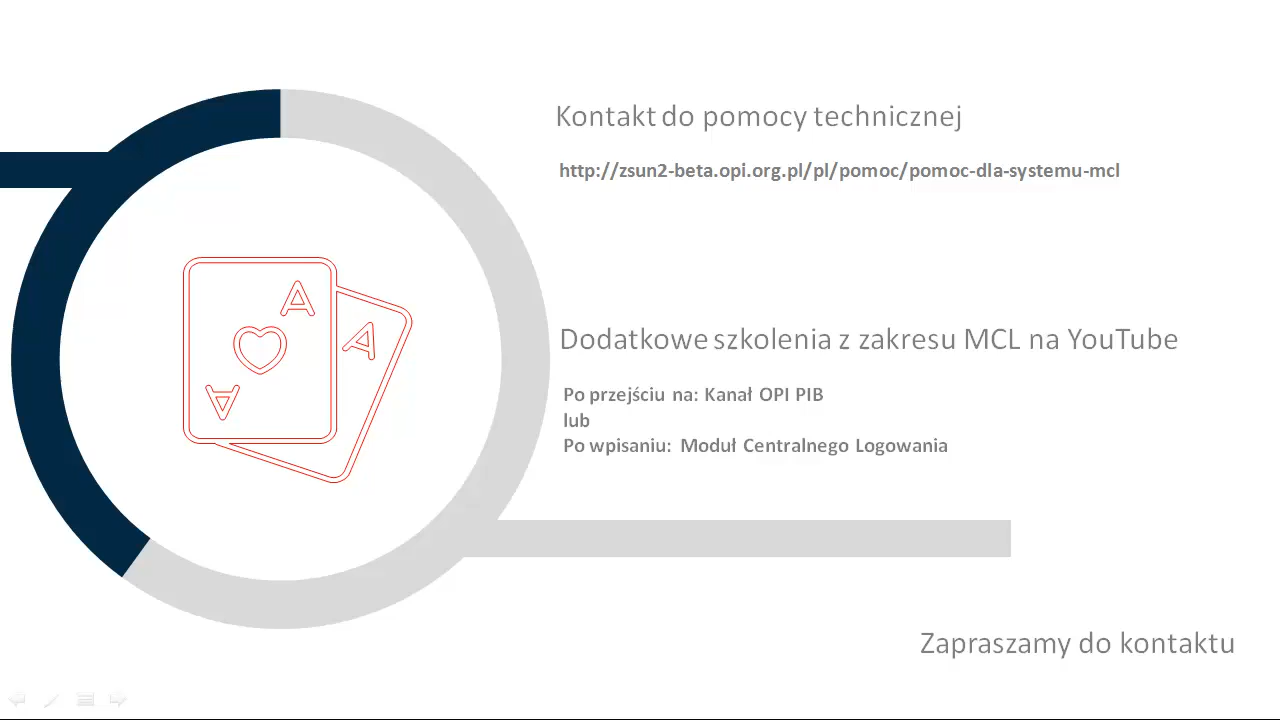 Kontakt do pomocy technicznej
http://zsun2-beta.opi.org.pl/pl/pomoc/pomoc-dla-systemu-mcl
A
A
A
Dodatkowe szkolenia z zakresu MCL na YouTube
Po przejściu na: Kanał OPI PIB
lub
Po wpisaniu: Moduł Centralnego Logowania
Zapraszamy do kontaktu